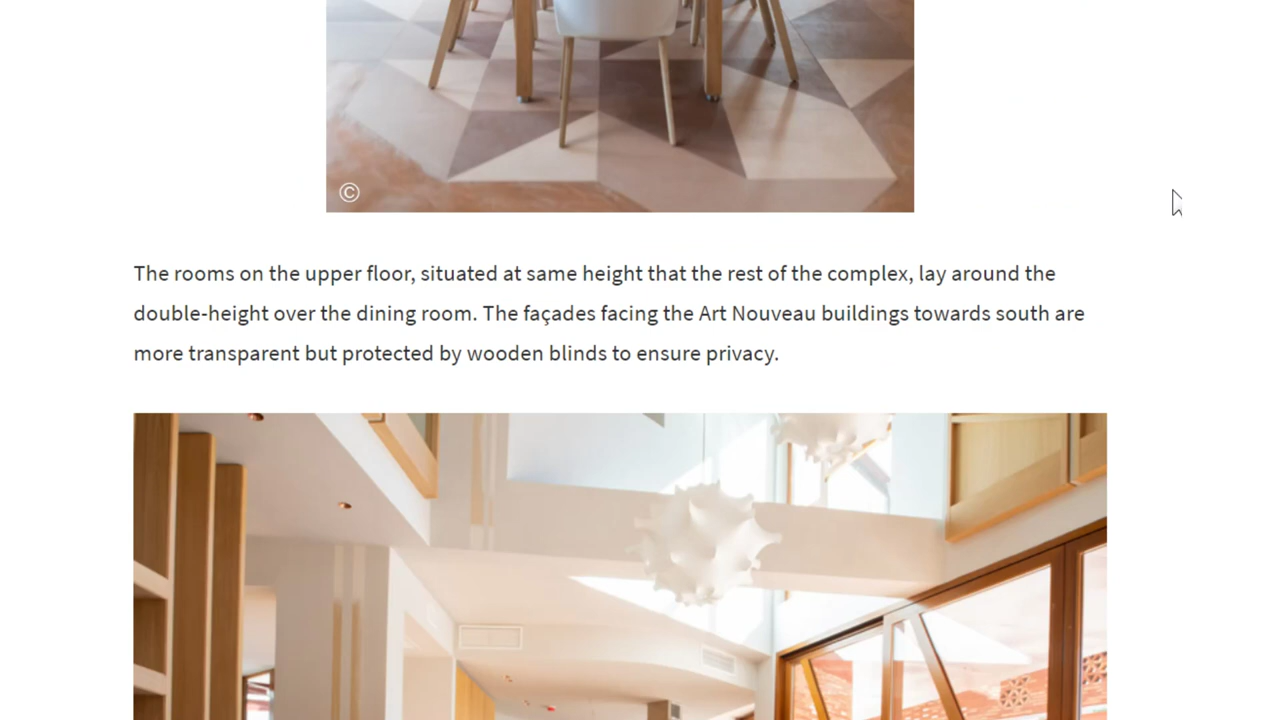 ©
The rooms on the upper floor, situated at same height that the rest of the complex, lay around the
double-height over the dining room. The façades facing the Art Nouveau buildings towards south are
more transparent but protected by wooden blinds to ensure privacy.